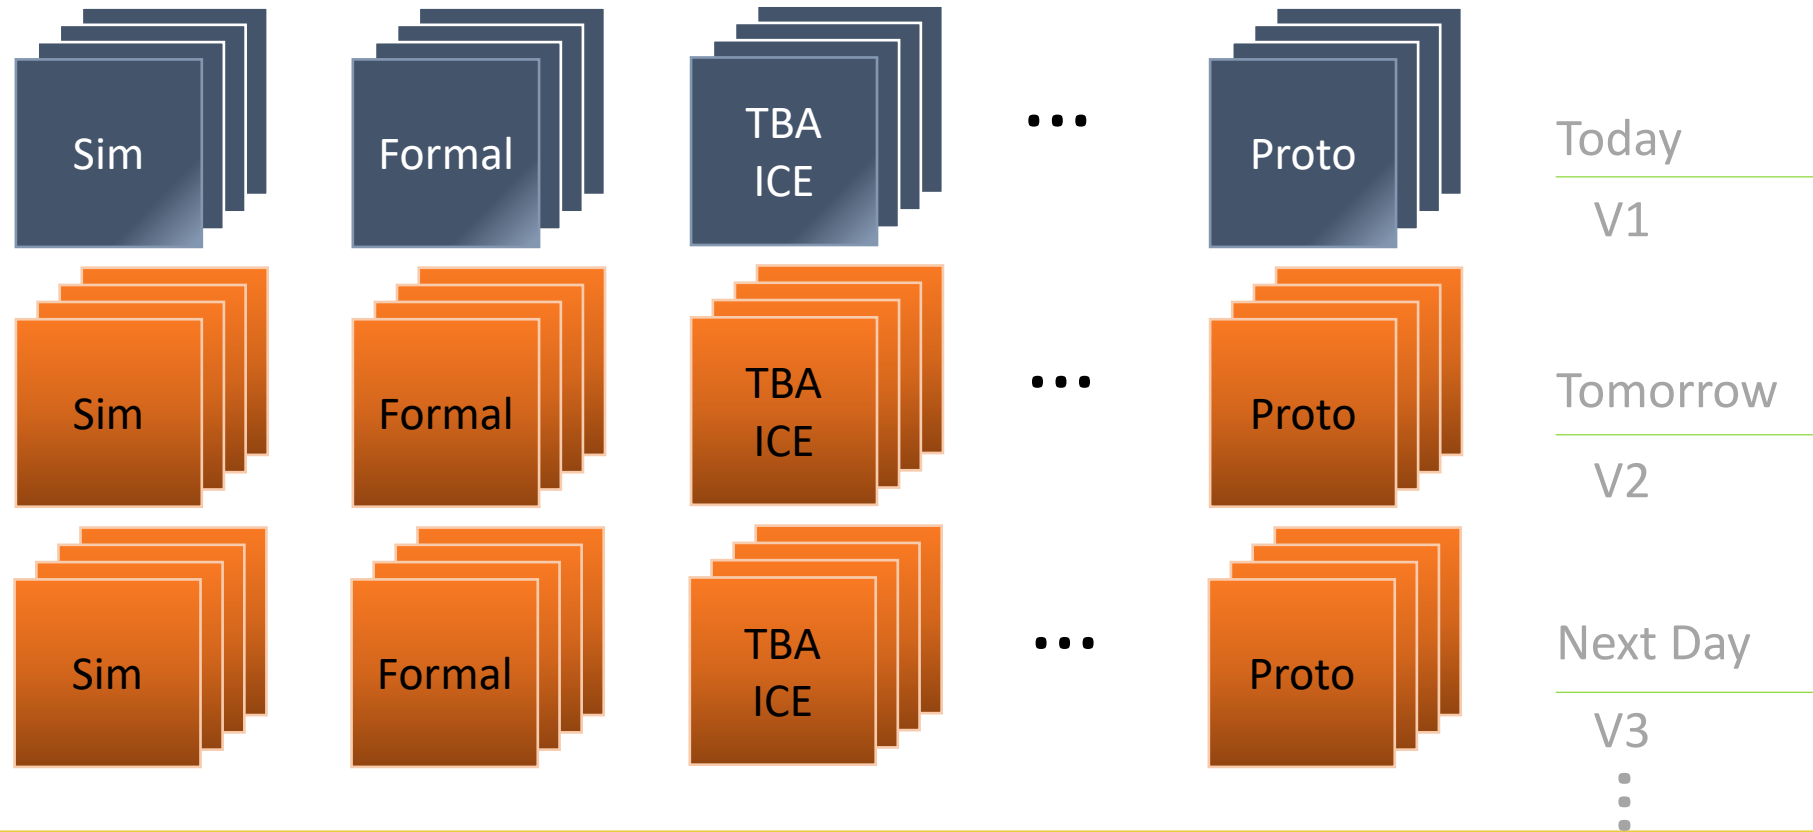 Sim
Formal
TBA
ICE
...
Proto
Today
V1
Sim
Formal
TBA
ICE
...
Proto
Tomorrow
V2
Sim
Formal
TBA
ICE
...
Proto
Next Day
V3